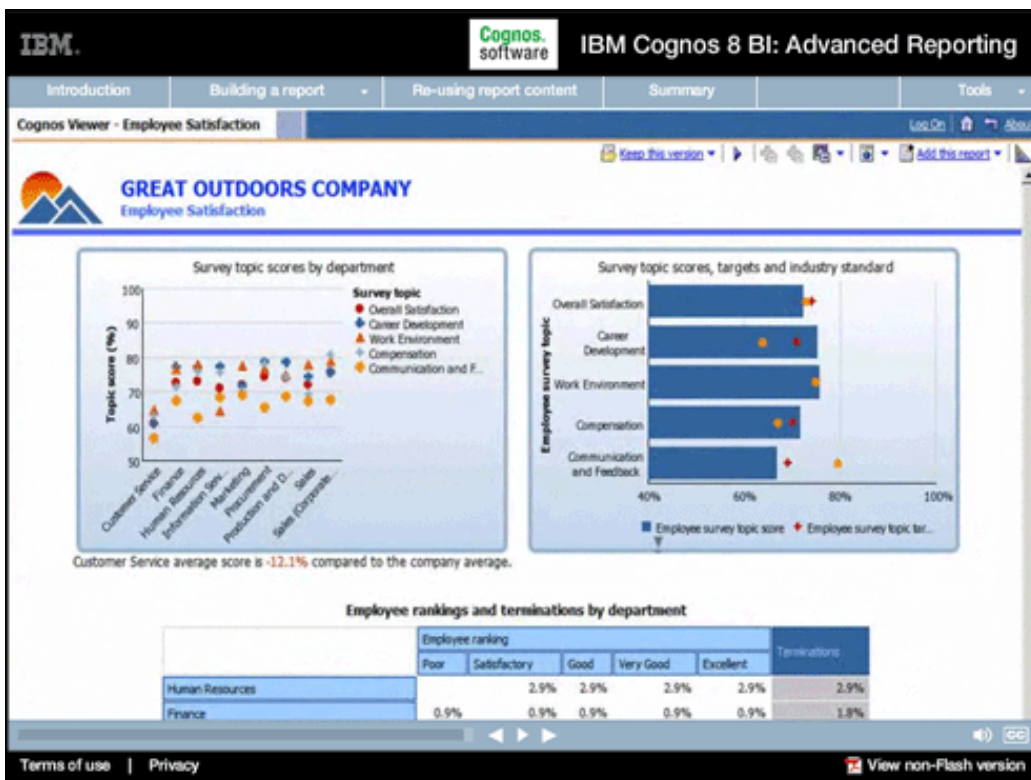 IBM.
Cognos.
software
IBM Cognos 8 BI: Advanced Reporting
Introduction Building a report Re-using report content Summary Tools
Cognos Viewer - Employee Satisfaction
Log On Abou
Keep this version Add this report
GREAT OUTDOORS COMPANY
Employee Satisfaction
Survey topic scores by department
Topic score (%)
100
90
80
70
60
50
Customer Service
Finance
Human Resources
Information Serv...
Marketing
Procurement
Production and D...
Sales
Sales (Corporate...
Survey topic
Overall Satisfaction
Career Development
Work Environment
Compensation
Communication and F...
Survey topic scores, targets and industry standard
Employee survey topic
Overall Satisfaction
Career
Development
Work Environment
Compensation
Communication
and Feedback
40% 60% 80% 100%
Employee survey topic score Employee survey topic tar...
Customer Service average score is -12.1% compared to the company average.
Employee rankings and terminations by department
Employee ranking Terminations
Poor Satisfactory Good Very Good Excellent
Human Resources 2.9% 2.9% 2.9% 2.9% 2.9%
Finance 0.9% 0.9% 0.9% 0.9% 0.9% 1.8%
CC
Terms of use | Privacy
View non-Flash version